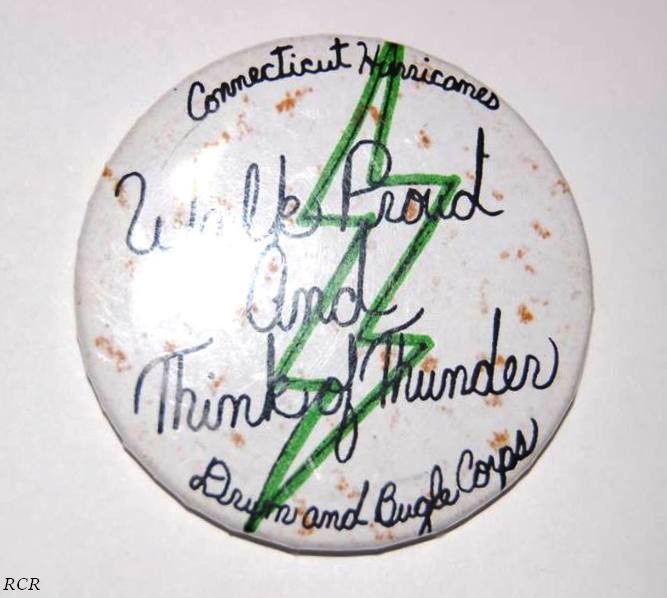 Connecticut Hurricanes
Walk Proud
And
Think of Thunder
Drum and Bugle Corps
RCR